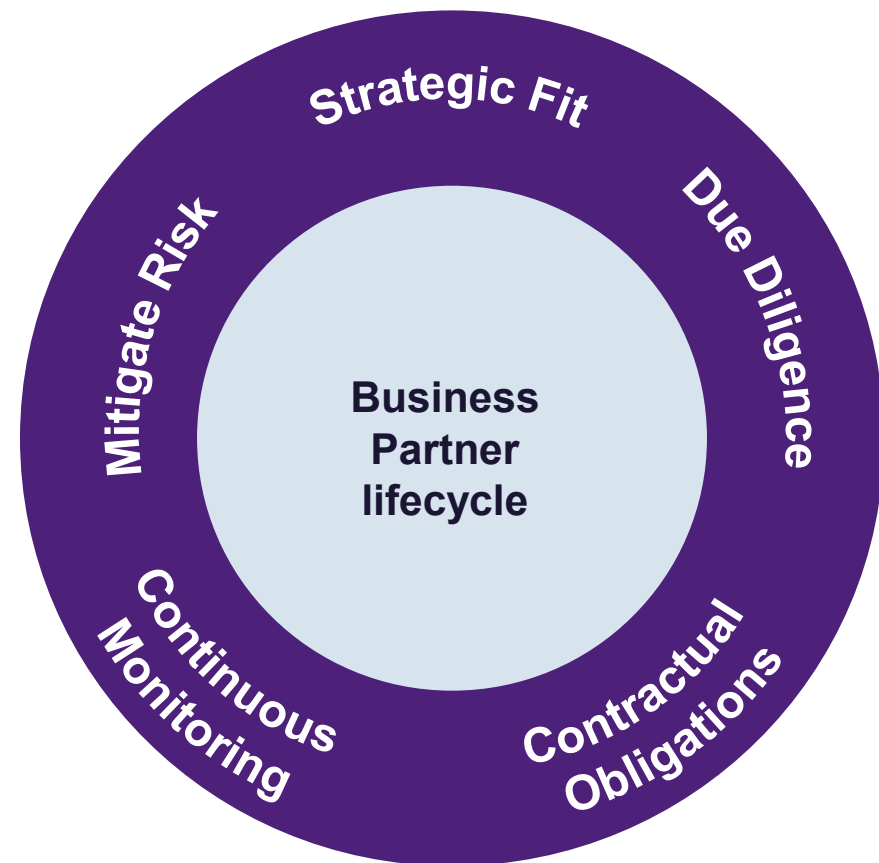 Strategic Fit
Due Diligence
Contractual
Obligations
Continuous
Monitoring
Mitigate Risk
Business
Partner
lifecycle